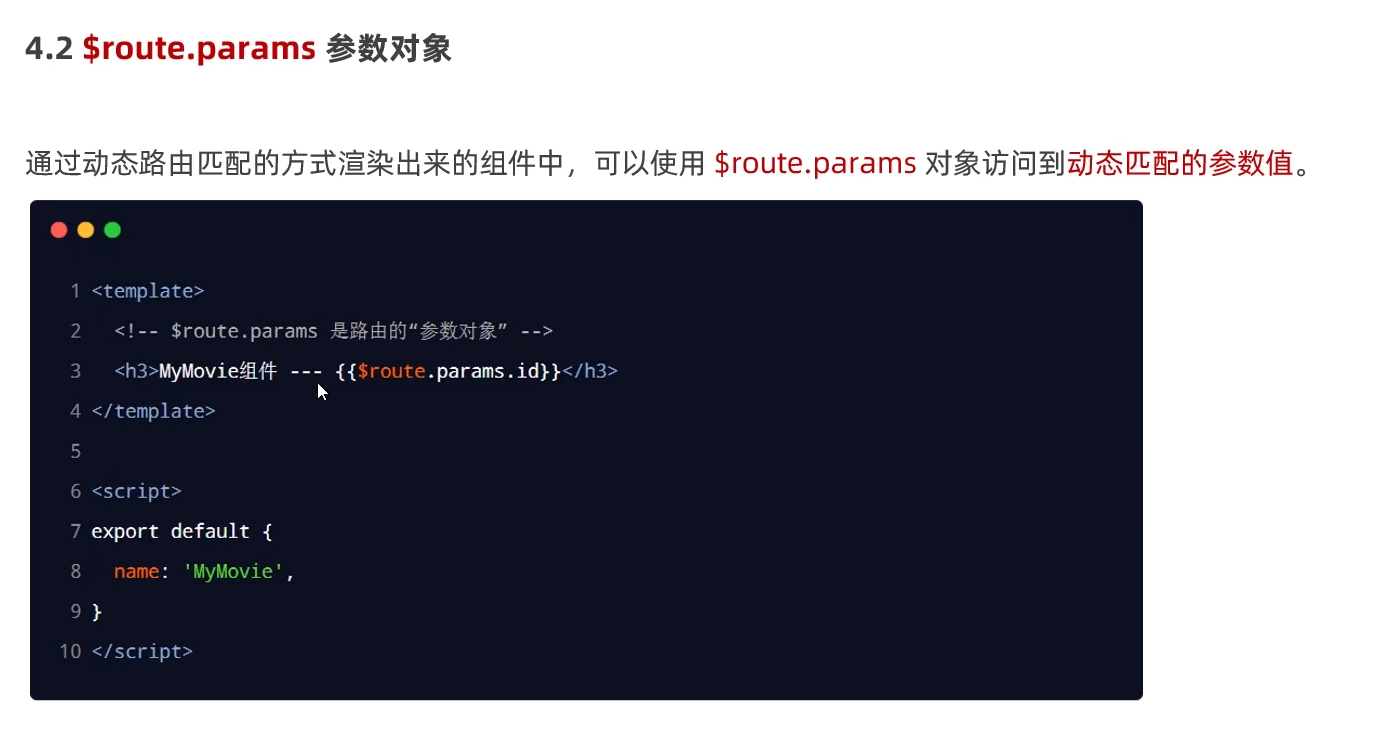 4.2 $route.params 参数对象
通过动态路由匹配的方式渲染出来的组件中，可以使用 $route.params 对象访问到动态匹配的参数值。
1 <template>
2   <!-- $route.params 是路由的“参数对象” -->
3   <h3>MyMovie组件 --- {{$route.params.id}}</h3>
4 </template>
5
6 <script>
7 export default {
8   name: 'MyMovie',
9 }
10 </script>